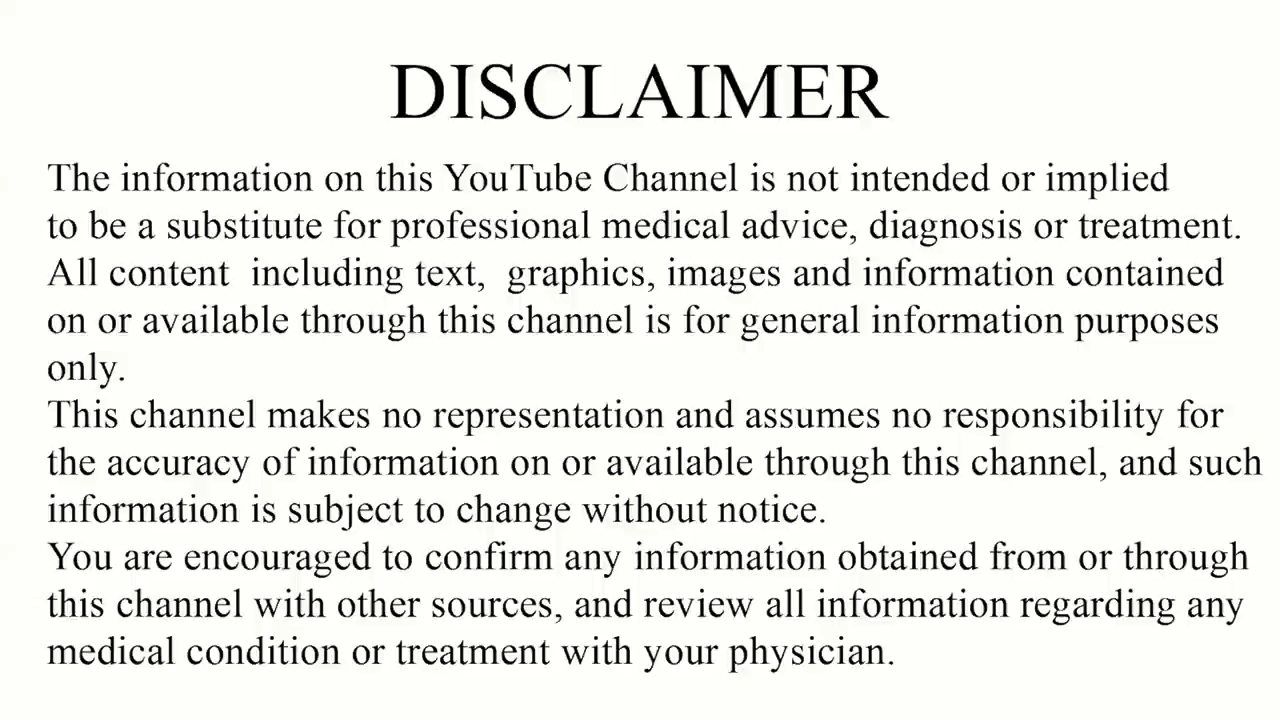 DISCLAIMER
The information on this YouTube Channel is not intended or implied
to be a substitute for professional medical advice, diagnosis or treatment.
All content  including text,  graphics, images and information contained
on or available through this channel is for general information purposes
only.
This channel makes no representation and assumes no responsibility for
the accuracy of information on or available through this channel, and such
information is subject to change without notice.
You are encouraged to confirm any information obtained from or through
this channel with other sources, and review all information regarding any
medical condition or treatment with your physician.